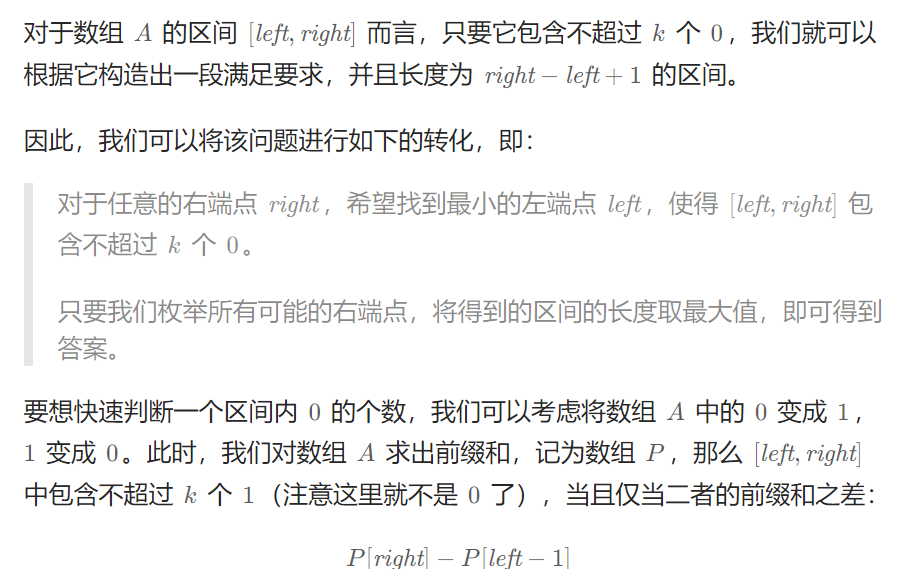 对于数组 A 的区间 [left, right] 而言，只要它包含不超过 k 个 0，我们就可以
根据它构造出一段满足要求，并且长度为 right − left + 1 的区间。
因此，我们可以将该问题进行如下的转化，即：
对于任意的右端点 right，希望找到最小的左端点 left，使得 [left, right] 包
含不超过 k 个 0。
只要我们枚举所有可能的右端点，将得到的区间的长度取最大值，即可得到
答案。
要想快速判断一个区间内 0 的个数，我们可以考虑将数组 A 中的 0 变成 1，
1 变成 0。此时，我们对数组 A 求出前缀和，记为数组 P，那么 [left, right]
中包含不超过 k 个 1（注意这里就不是 0 了），当且仅当二者的前缀和之差：
P[right] − P[left − 1]